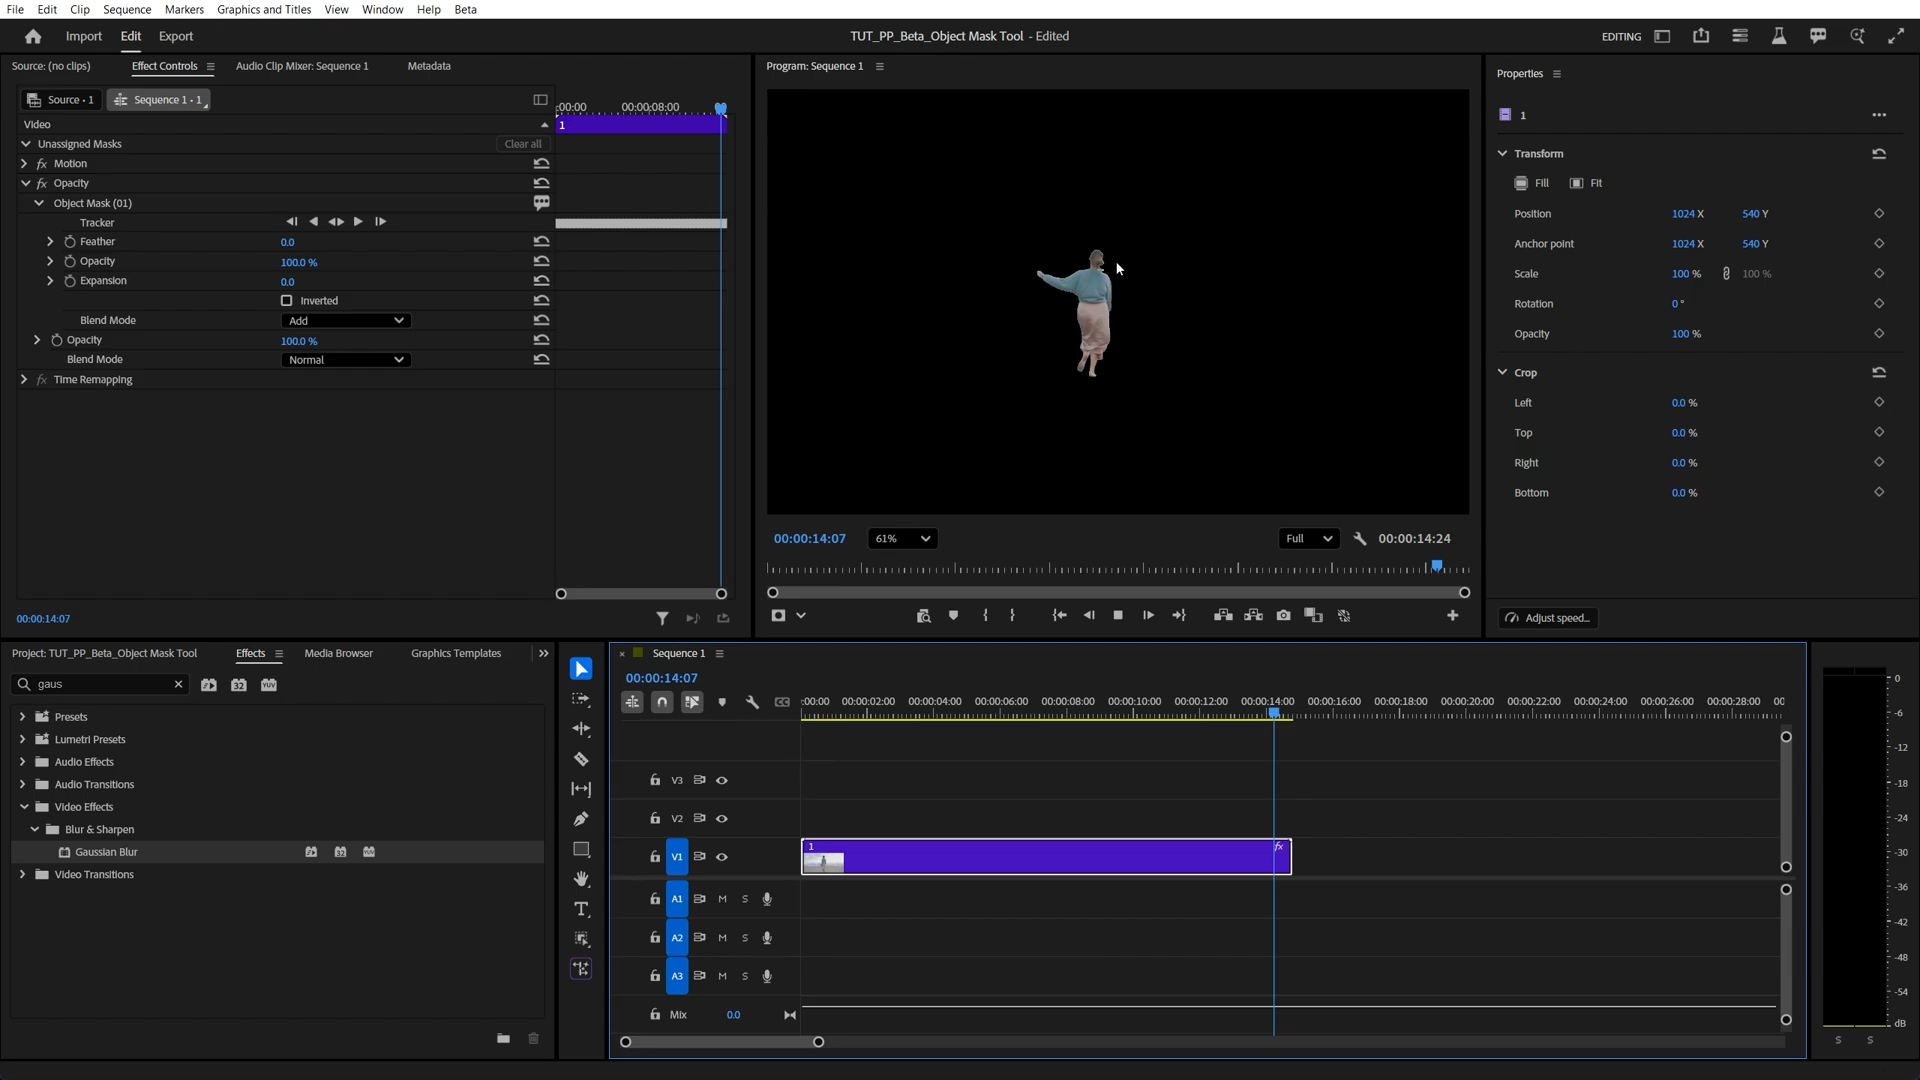 File Edit Clip Sequence Markers Graphics and Titles View Window Help Beta
Import Edit Export
TUT_PP_Beta_Object Mask Tool - Edited
EDITING
Source: (no clips) Effect Controls Audio Clip Mixer: Sequence 1 Metadata
Source • 1 Sequence 1 • 1
:00:00 00:00:08:00 00
Video
1
Unassigned Masks Clear all
fx Motion
fx Opacity
Object Mask (01)
Tracker
Feather 0.0
Opacity 100.0 %
Expansion 0.0
Inverted
Blend Mode Add
Opacity 100.0 %
Blend Mode Normal
fx Time Remapping
00:00:14:07
Program: Sequence 1
00:00:14:07 61% Full 00:00:14:24
Properties
1
Transform
Fill Fit
Position 1024 X 540 Y
Anchor point 1024 X 540 Y
Scale 100 % 100 %
Rotation 0 °
Opacity 100 %
Crop
Left 0.0 %
Top 0.0 %
Right 0.0 %
Bottom 0.0 %
Adjust speed...
Project: TUT_PP_Beta_Object Mask Tool Effects Media Browser Graphics Templates
gaus 32 YUV
Presets
Lumetri Presets
Audio Effects
Audio Transitions
Video Effects
Blur & Sharpen
Gaussian Blur 32 YUV
Video Transitions
× Sequence 1
00:00:14:07
CC
:00:00 00:00:02:00 00:00:04:00 00:00:06:00 00:00:08:00 00:00:10:00 00:00:12:00 00:00:14:00 00:00:16:00 00:00:18:00 00:00:20:00 00:00:22:00 00:00:24:00 00:00:26:00 00:00:28:00 00
V3
V2
V1
1 fx
A1 M S
A2 M S
A3 M S
Mix 0.0
T
0
-6
-12
-18
-24
-30
-36
-42
-48
-54
dB
S S